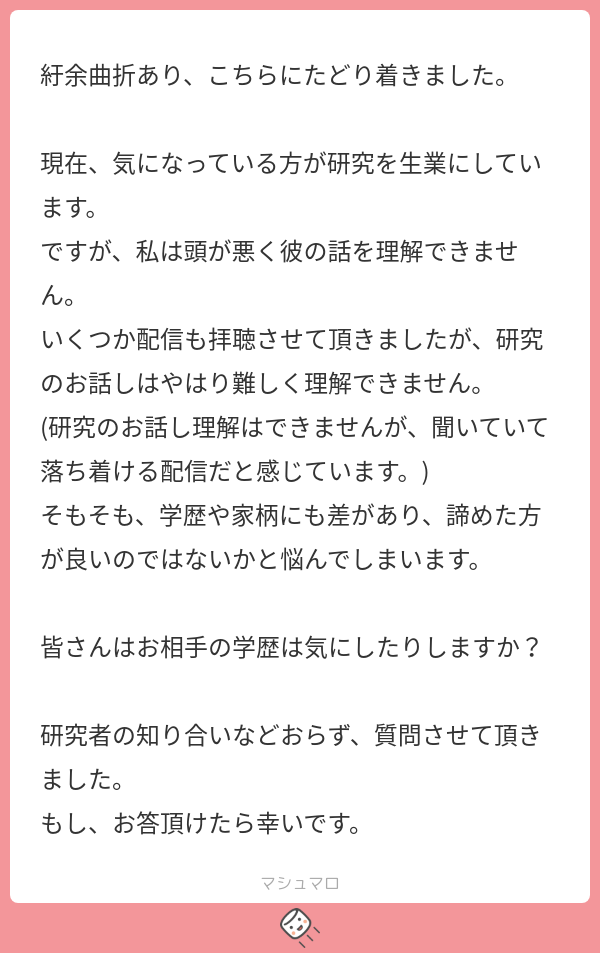 紆余曲折あり、こちらにたどり着きました。
現在、気になっている方が研究を生業にしてい
ます。
ですが、私は頭が悪く彼の話を理解できませ
ん。
いくつか配信も拝聴させて頂きましたが、研究
のお話しはやはり難しく理解できません。
(研究のお話し理解はできませんが、聞いていて
落ち着ける配信だと感じています。)
そもそも、学歴や家柄にも差があり、諦めた方
が良いのではないかと悩んでしまいます。
皆さんはお相手の学歴は気にしたりしますか？
研究者の知り合いなどおらず、質問させて頂き
ました。
もし、お答頂けたら幸いです。
マシュマロ